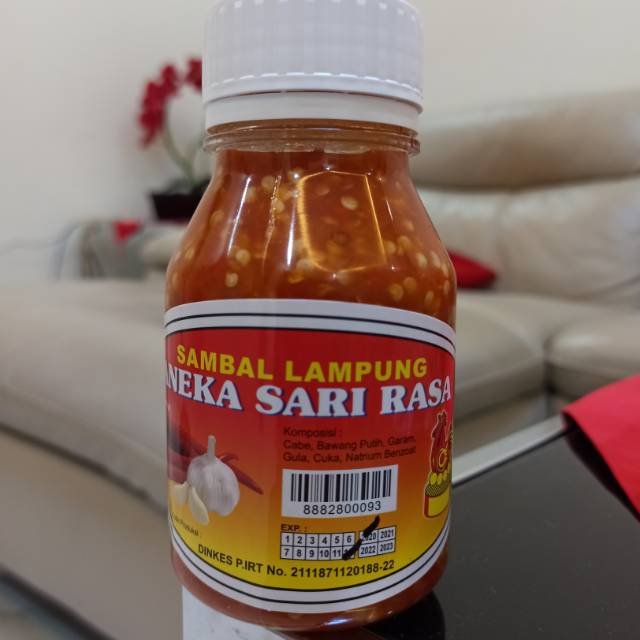 SAMBAL LAMPUNG
ANEKA SARI RASA
Komposisi :
Cabe, Bawang Putih, Garam,
Gula, Cuka, Natrium Benzoat
8882800093
EXP. :
1 2 3 4 5 6 2020 2021
7 8 9 10 11 2022 2023
Produksi :
DINKES P.IRT No. 2111871120188-22